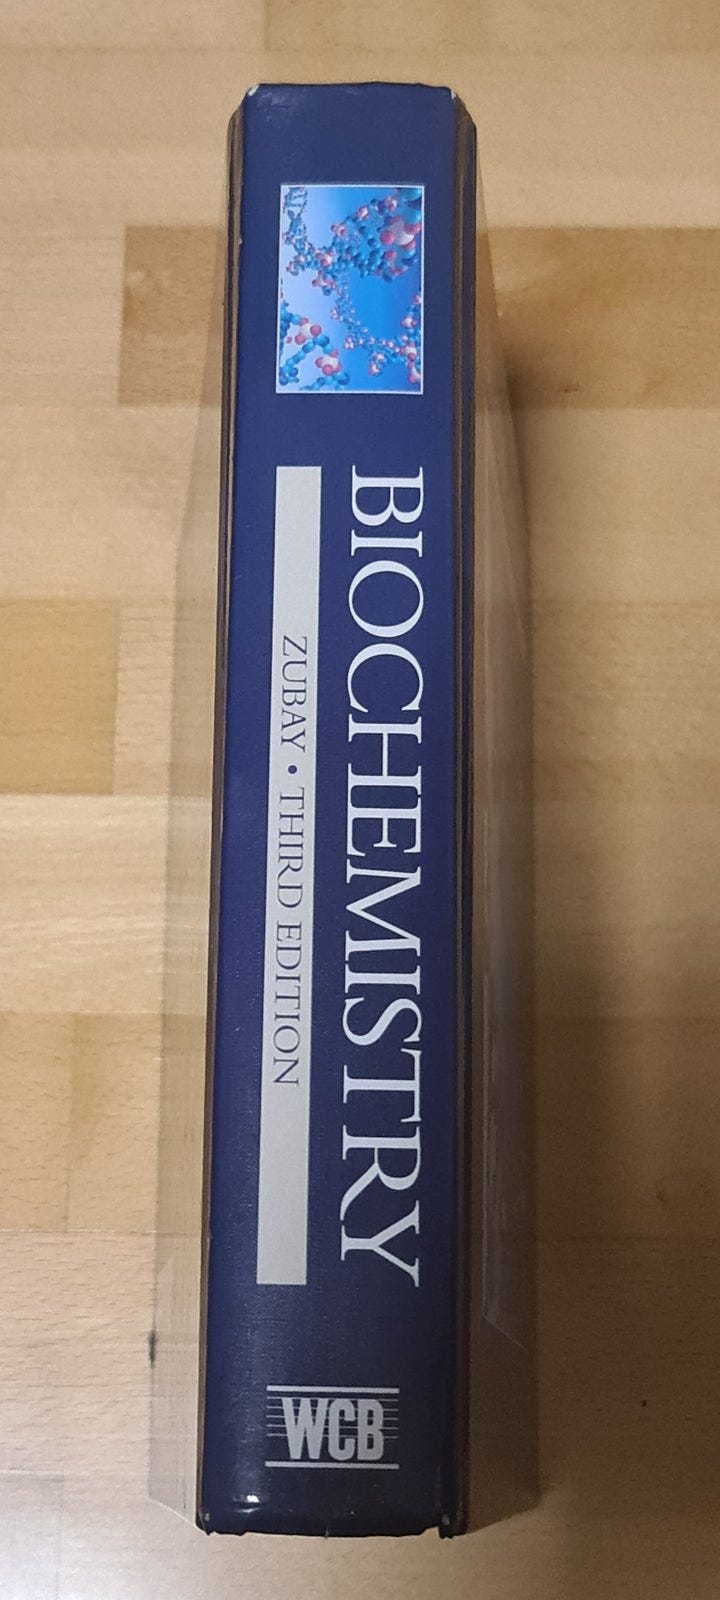 BIOCHEMISTRY
ZUBAY • THIRD EDITION
WCB